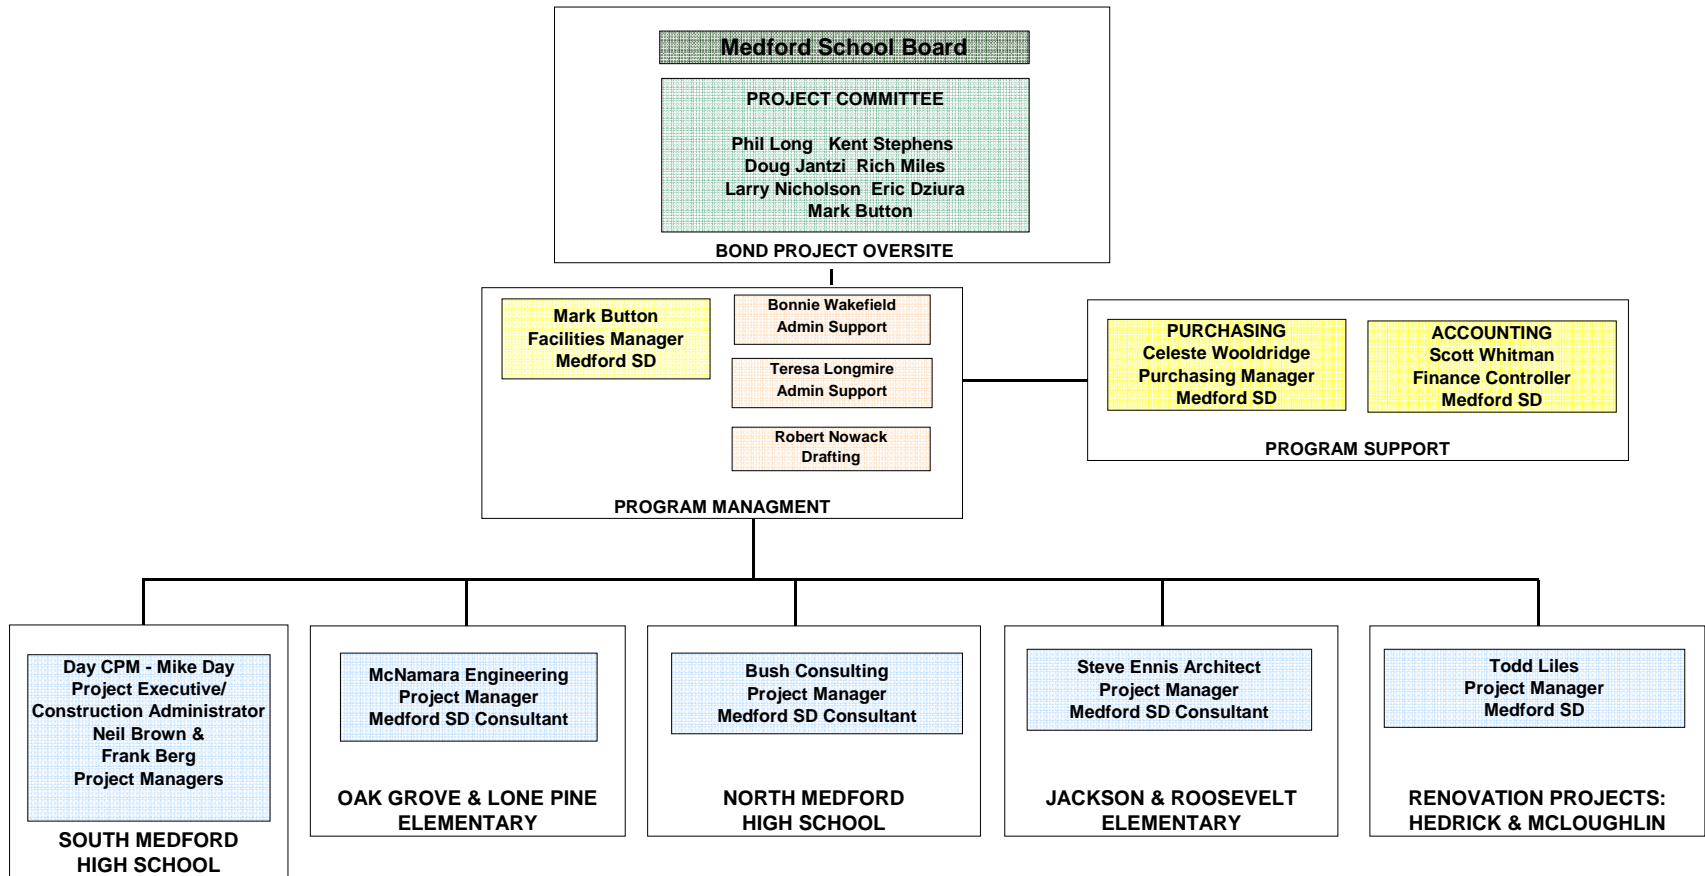 Medford School Board
PROJECT COMMITTEE
Phil Long Kent Stephens
Doug Jantzi Rich Miles
Larry Nicholson Eric Dziura
Mark Button
BOND PROJECT OVERSITE
Mark Button
Facilities Manager
Medford SD
Bonnie Wakefield
Admin Support
Teresa Longmire
Admin Support
Robert Nowack
Drafting
PROGRAM MANAGMENT
PURCHASING
Celeste Wooldridge
Purchasing Manager
Medford SD
ACCOUNTING
Scott Whitman
Finance Controller
Medford SD
PROGRAM SUPPORT
Day CPM - Mike Day
Project Executive/
Construction Administrator
Neil Brown &
Frank Berg
Project Managers
SOUTH MEDFORD
HIGH SCHOOL
McNamara Engineering
Project Manager
Medford SD Consultant
OAK GROVE & LONE PINE
ELEMENTARY
Bush Consulting
Project Manager
Medford SD Consultant
NORTH MEDFORD
HIGH SCHOOL
Steve Ennis Architect
Project Manager
Medford SD Consultant
JACKSON & ROOSEVELT
ELEMENTARY
Todd Liles
Project Manager
Medford SD
RENOVATION PROJECTS:
HEDRICK & MCLOUGHLIN